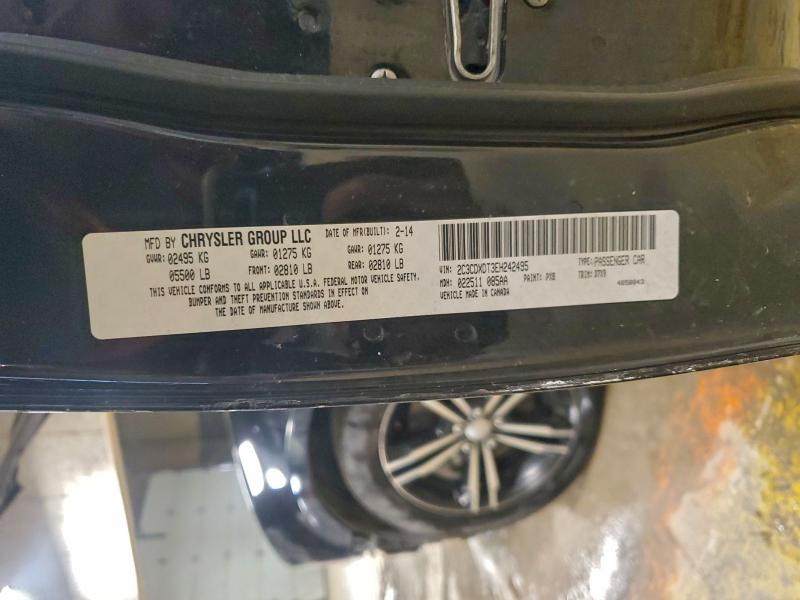 MFD BY CHRYSLER GROUP LLC DATE OF MFR(BUILT): 2-14
GVWR: 02495 KG GAWR: 01275 KG GAWR: 01275 KG
05500 LB FRONT: 02810 LB REAR: 02810 LB
THIS VEHICLE CONFORMS TO ALL APPLICABLE U.S.A. FEDERAL MOTOR VEHICLE SAFETY,
BUMPER AND THEFT PREVENTION STANDARDS IN EFFECT ON
THE DATE OF MANUFACTURE SHOWN ABOVE.
VIN: 2C3CDXDT3EH242495 TYPE: PASSENGER CAR
MDH: 022511 085AA PAINT: PX8 TRIM: D7X9
VEHICLE MADE IN CANADA 4650043